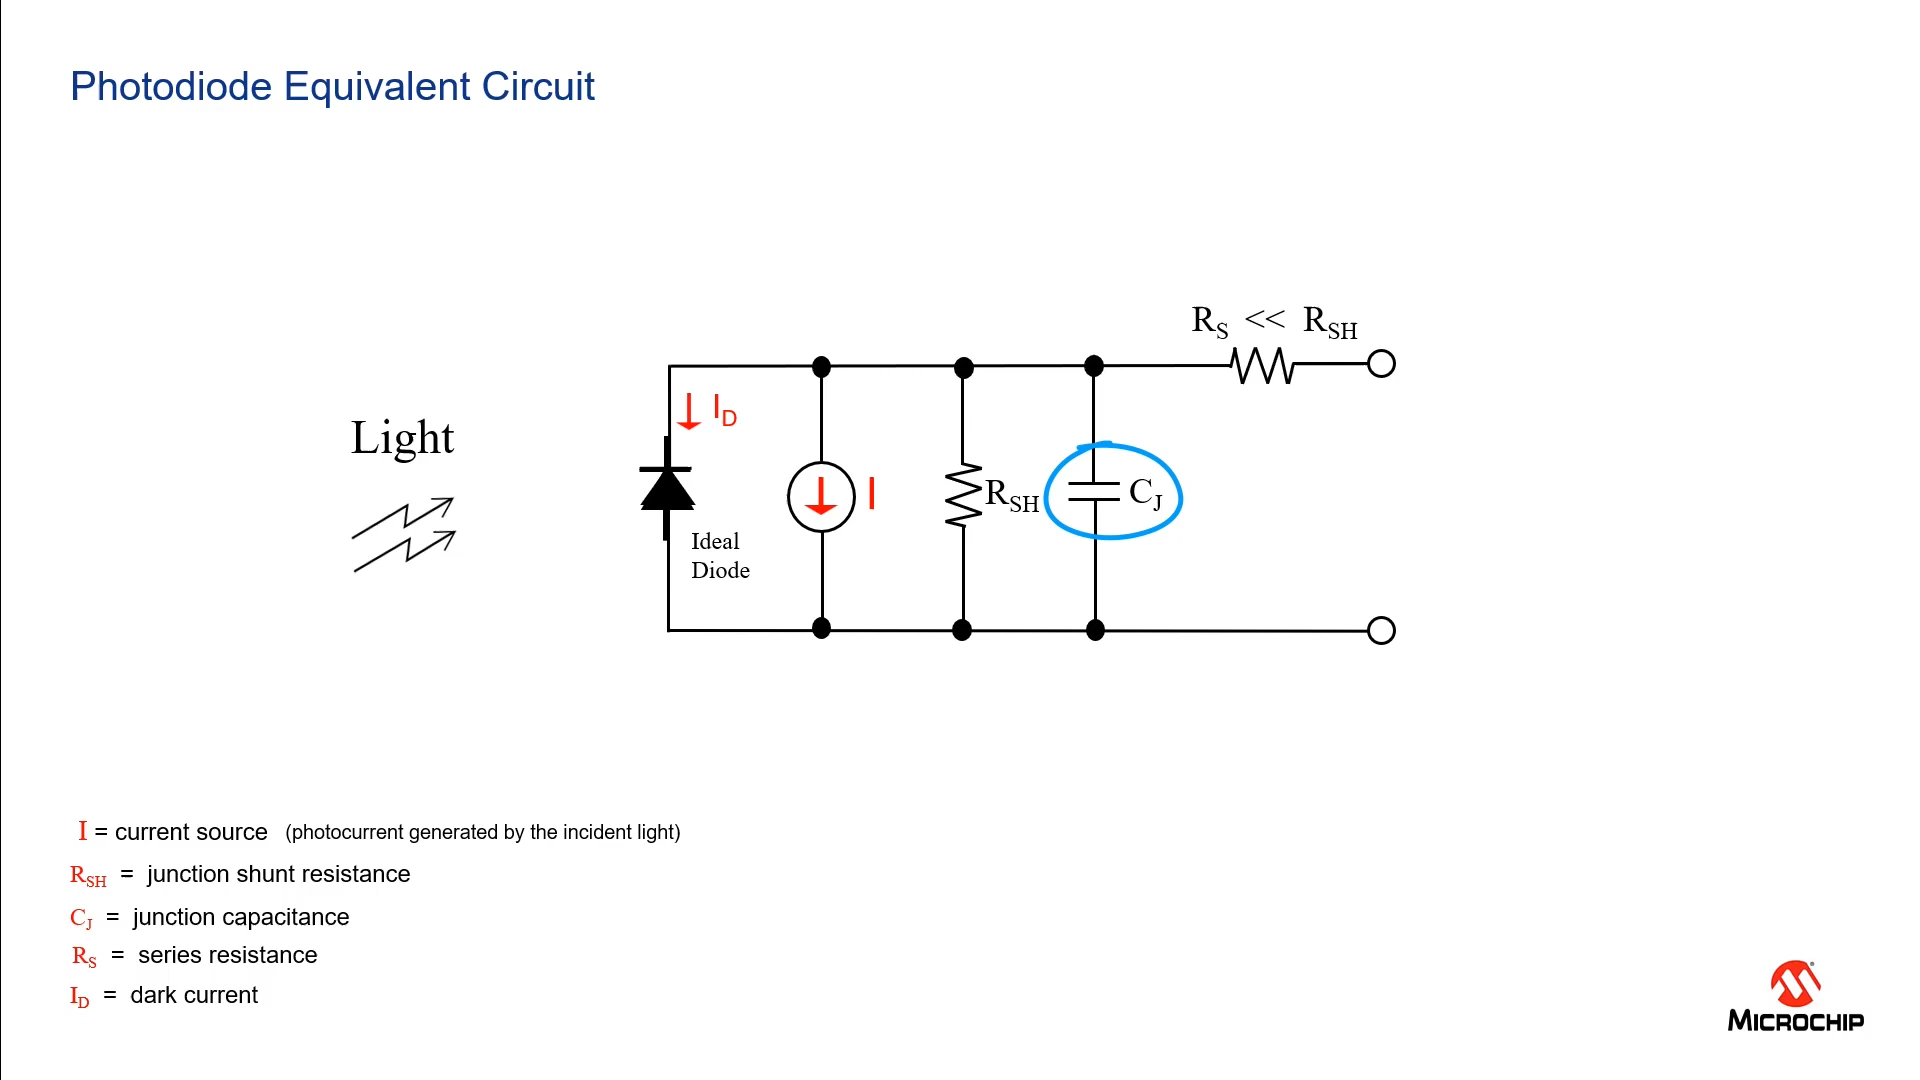 Photodiode Equivalent Circuit
R_S << R_SH
I_D
Light
I
R_SH
C_J
Ideal
Diode
I = current source (photocurrent generated by the incident light)
R_SH = junction shunt resistance
C_J = junction capacitance
R_S = series resistance
I_D = dark current
MICROCHIP